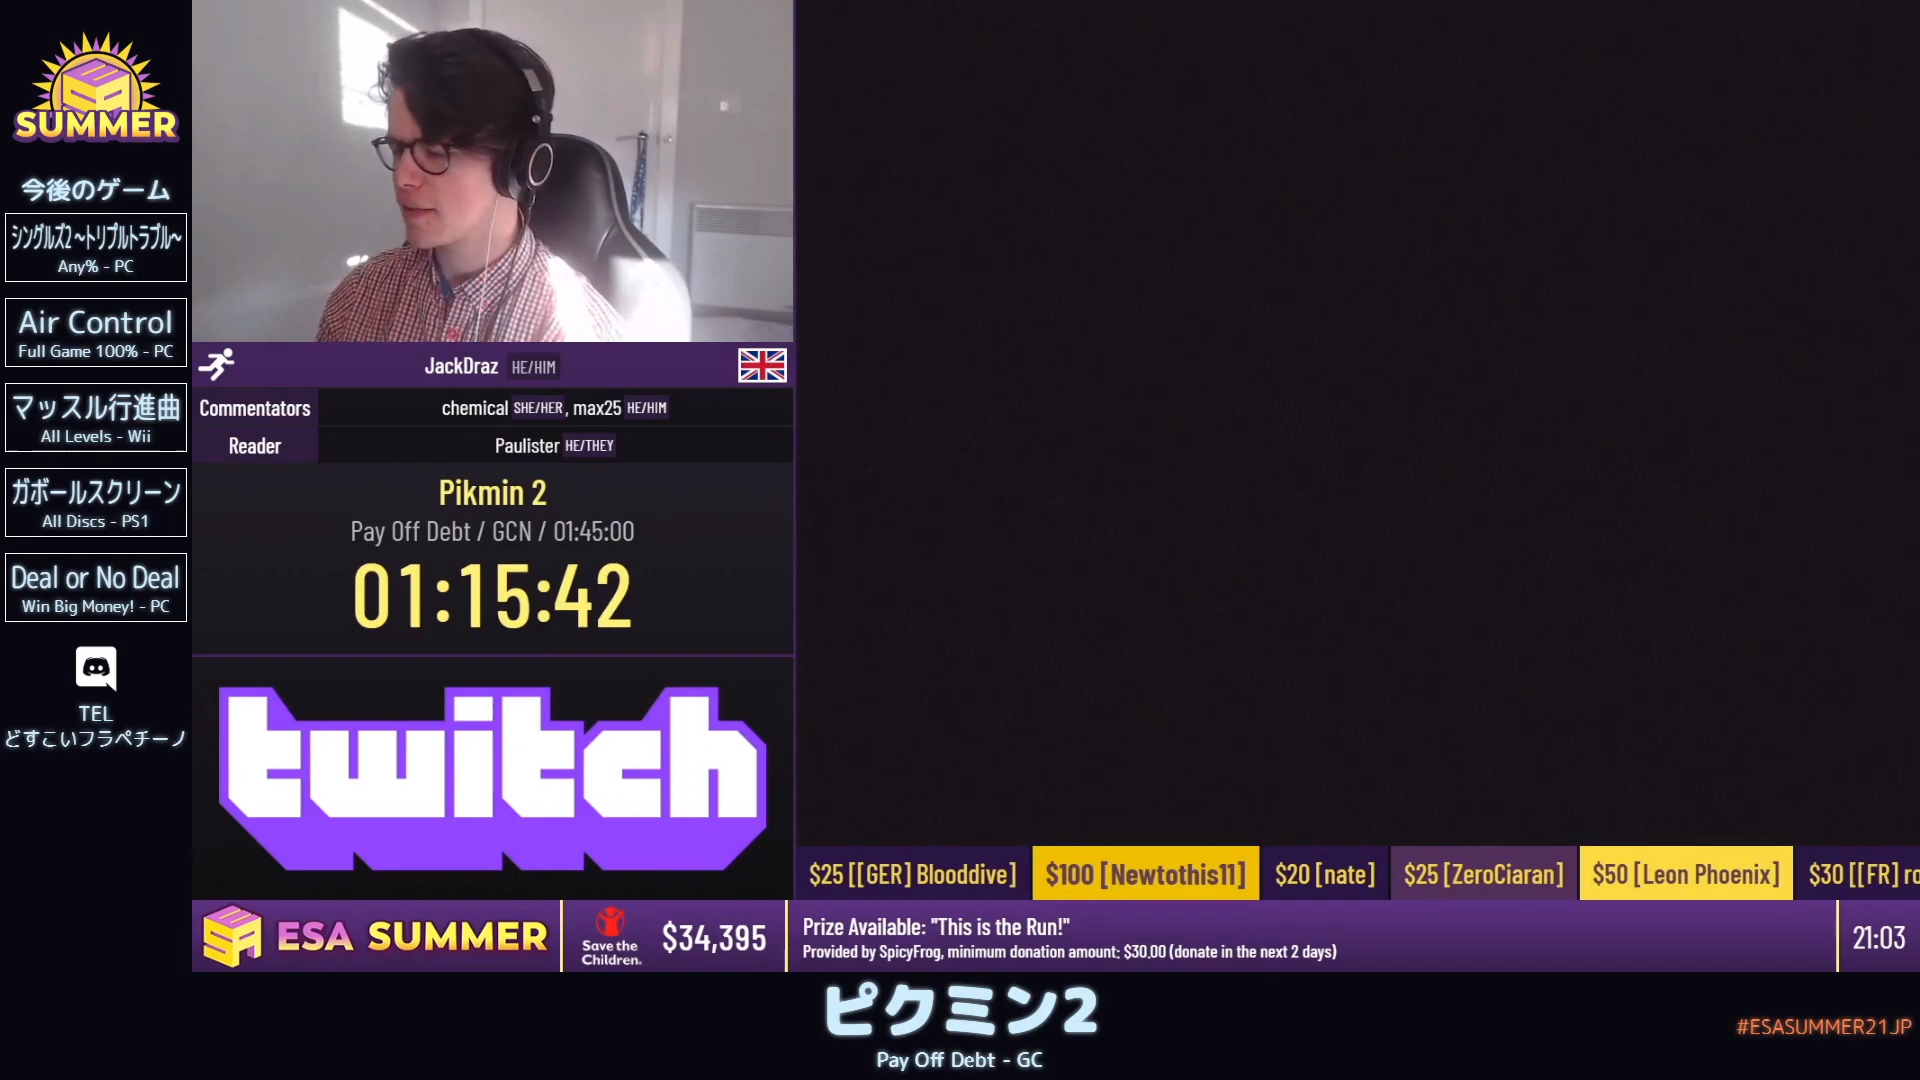 SUMMER
今後のゲーム
シングルズ2～トリプルトラブル～
Any% - PC
Air Control
Full Game 100% - PC
マッスル行進曲
All Levels - Wii
ガボールスクリーン
All Discs - PS1
Deal or No Deal
Win Big Money! - PC
TEL
どすこいフラペチーノ
JackDraz HE/HIM
Commentators chemical SHE/HER, max25 HE/HIM
Reader Paulister HE/THEY
Pikmin 2
Pay Off Debt / GCN / 01:45:00
01:15:42
twitch
$25 [[GER] Blooddive] $100 [Newtothis11] $20 [nate] $25 [ZeroCiaran] $50 [Leon Phoenix] $30 [[FR] ro
ESA SUMMER
Save the
Children.
$34,395
Prize Available: "This is the Run!"
Provided by SpicyFrog, minimum donation amount: $30.00 (donate in the next 2 days)
21:03
ピクミン2
Pay Off Debt - GC
#ESASUMMER21JP